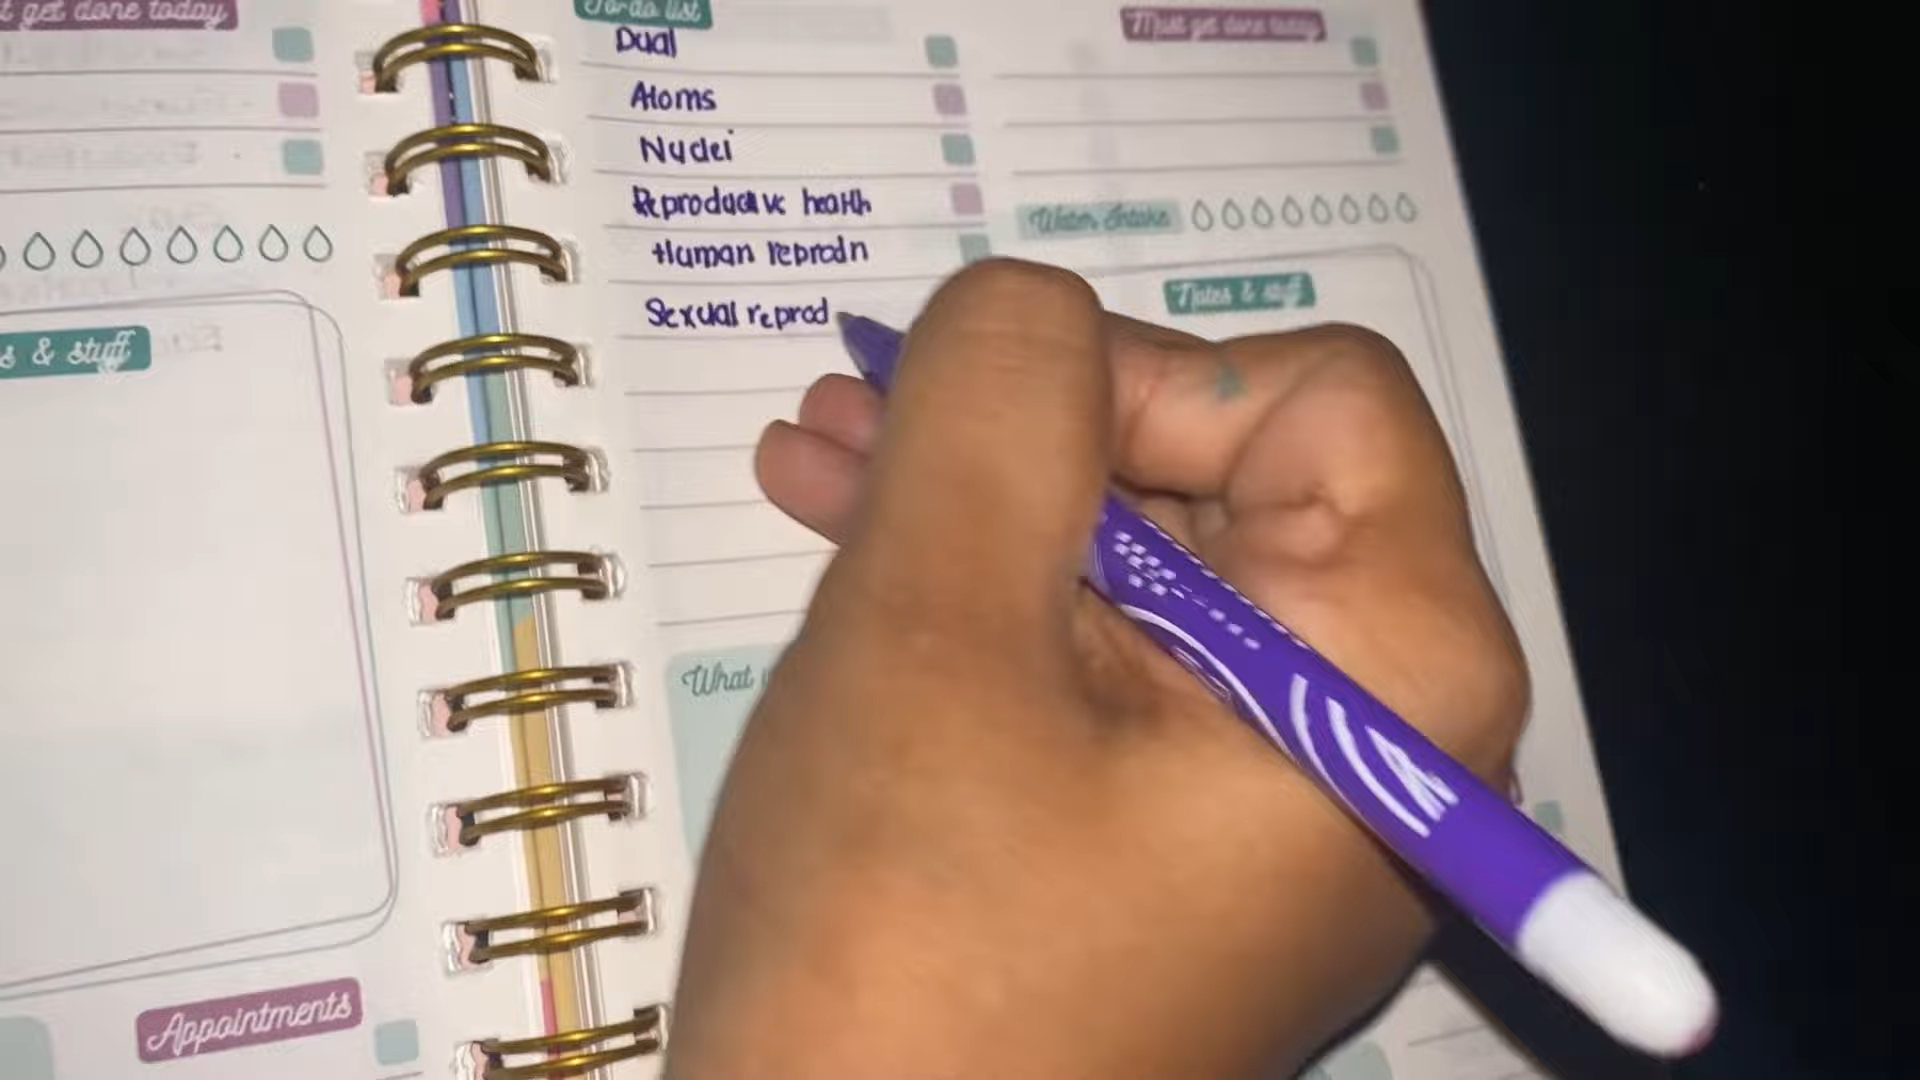 t get done today
s & stuff
Appointments
To-do list
Dual
Atoms
Nuclei
Reproductive health
Human reprodn
Sexual reprod
What
Must get done today
Water Intake
Notes & stuff